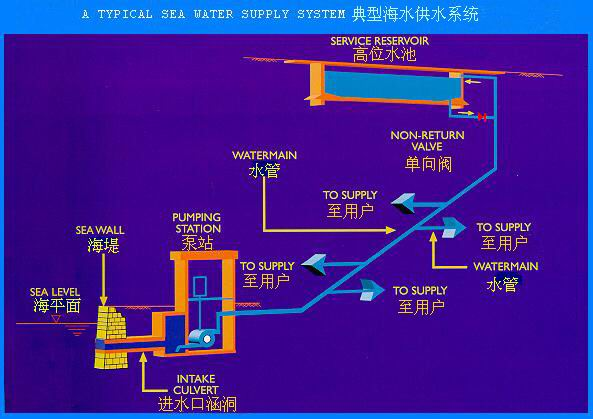 A TYPICAL SEA WATER SUPPLY SYSTEM 典型海水供水系统
SERVICE RESERVOIR
高位水池
NON-RETURN
VALVE
单向阀
WATERMAIN
水管
TO SUPPLY
至用户
TO SUPPLY
至用户
PUMPING
STATION
泵站
SEA WALL
海堤
TO SUPPLY
至用户
WATERMAIN
水管
SEA LEVEL
海平面
TO SUPPLY
至用户
INTAKE
CULVERT
进水口涵洞